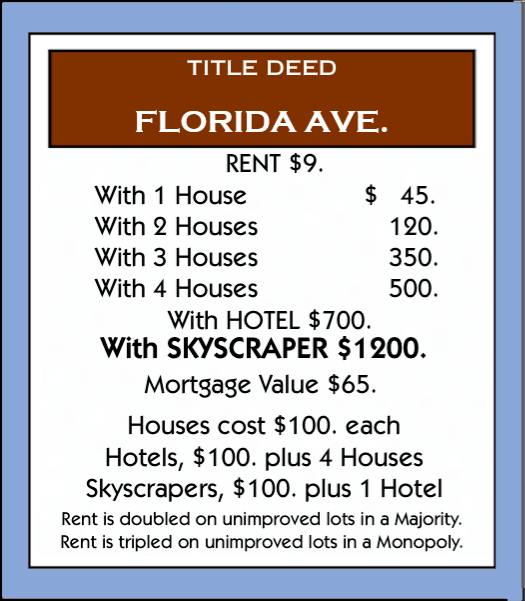 TITLE DEED
FLORIDA AVE.
RENT $9.
With 1 House $ 45.
With 2 Houses 120.
With 3 Houses 350.
With 4 Houses 500.
With HOTEL $700.
With SKYSCRAPER $1200.
Mortgage Value $65.
Houses cost $100. each
Hotels, $100. plus 4 Houses
Skyscrapers, $100. plus 1 Hotel
Rent is doubled on unimproved lots in a Majority.
Rent is tripled on unimproved lots in a Monopoly.